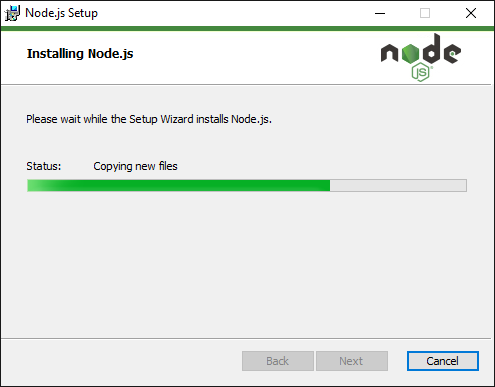 Node.js Setup
Installing Node.js
node
JS
Please wait while the Setup Wizard installs Node.js.
Status: Copying new files
Back Next Cancel